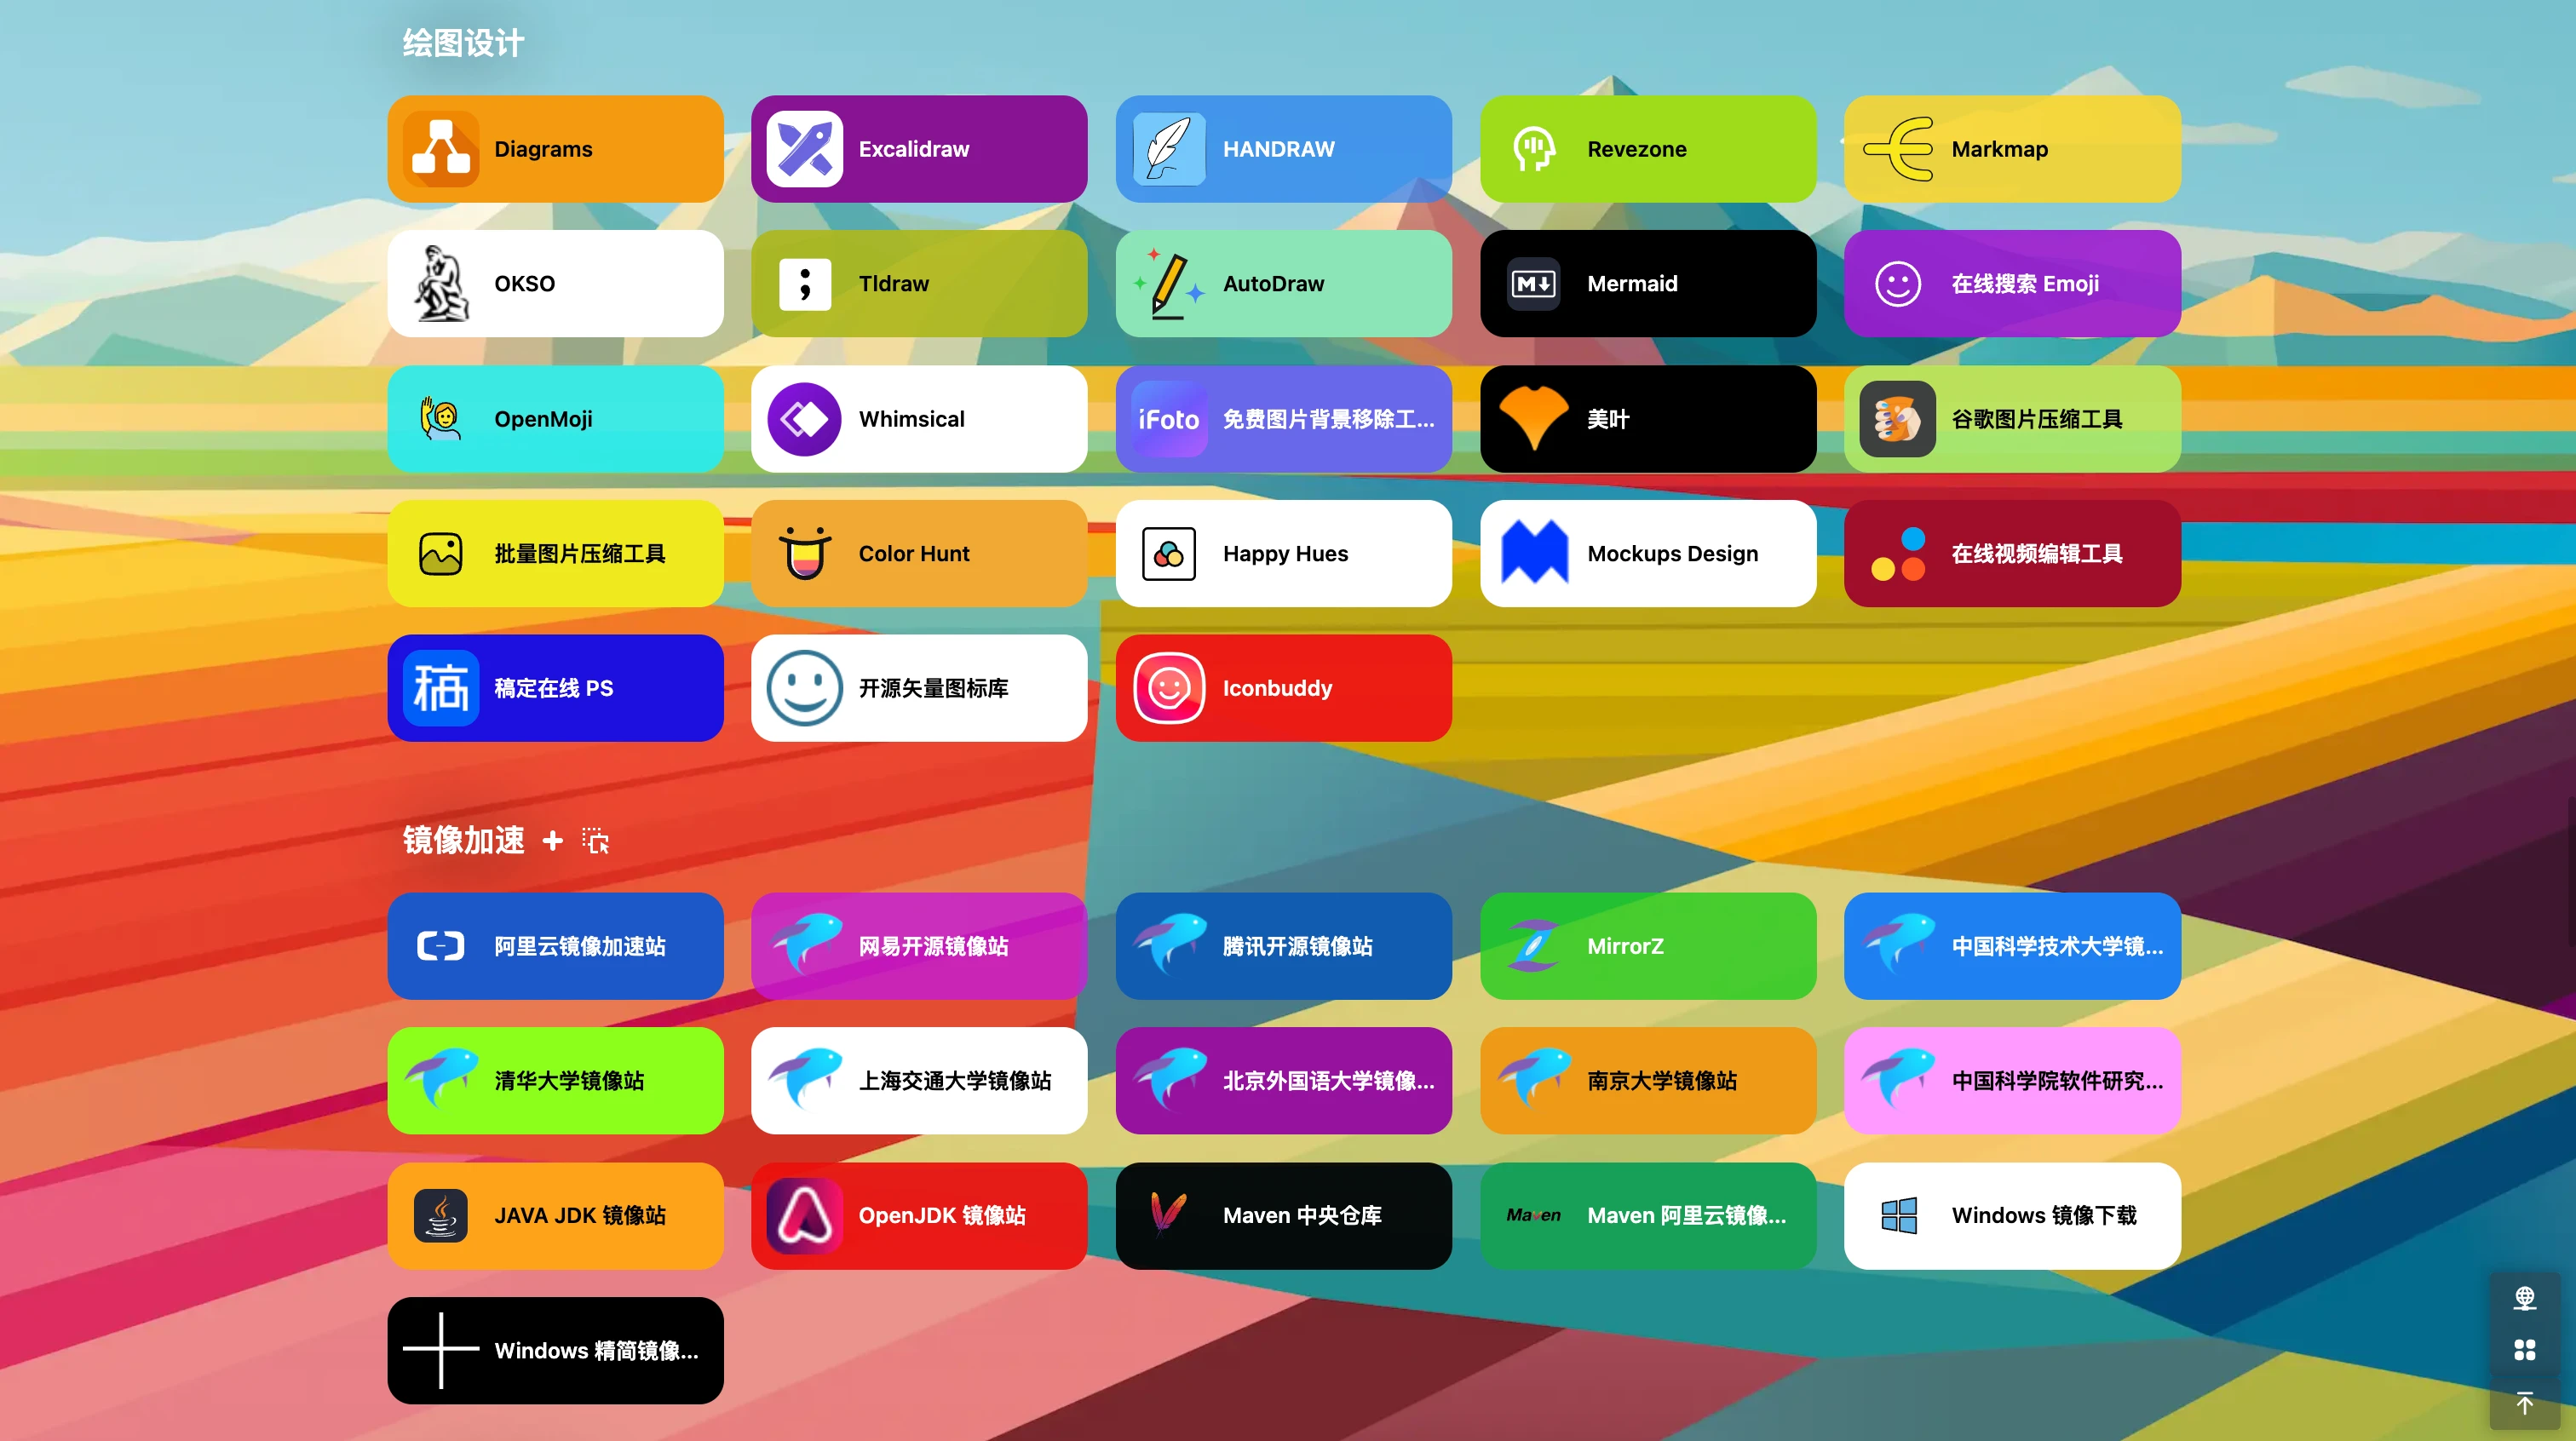 绘图设计
Diagrams
Excalidraw
HANDRAW
Revezone
Markmap
OKSO
Tldraw
AutoDraw
Mermaid
在线搜索 Emoji
OpenMoji
Whimsical
iFoto
免费图片背景移除工...
美叶
谷歌图片压缩工具
批量图片压缩工具
Color Hunt
Happy Hues
Mockups Design
在线视频编辑工具
稿
稿定在线 PS
开源矢量图标库
Iconbuddy
镜像加速
阿里云镜像加速站
网易开源镜像站
腾讯开源镜像站
MirrorZ
中国科学技术大学镜...
清华大学镜像站
上海交通大学镜像站
北京外国语大学镜像...
南京大学镜像站
中国科学院软件研究...
JAVA JDK 镜像站
OpenJDK 镜像站
Maven 中央仓库
Maven
Maven 阿里云镜像...
Windows 镜像下载
Windows 精简镜像...